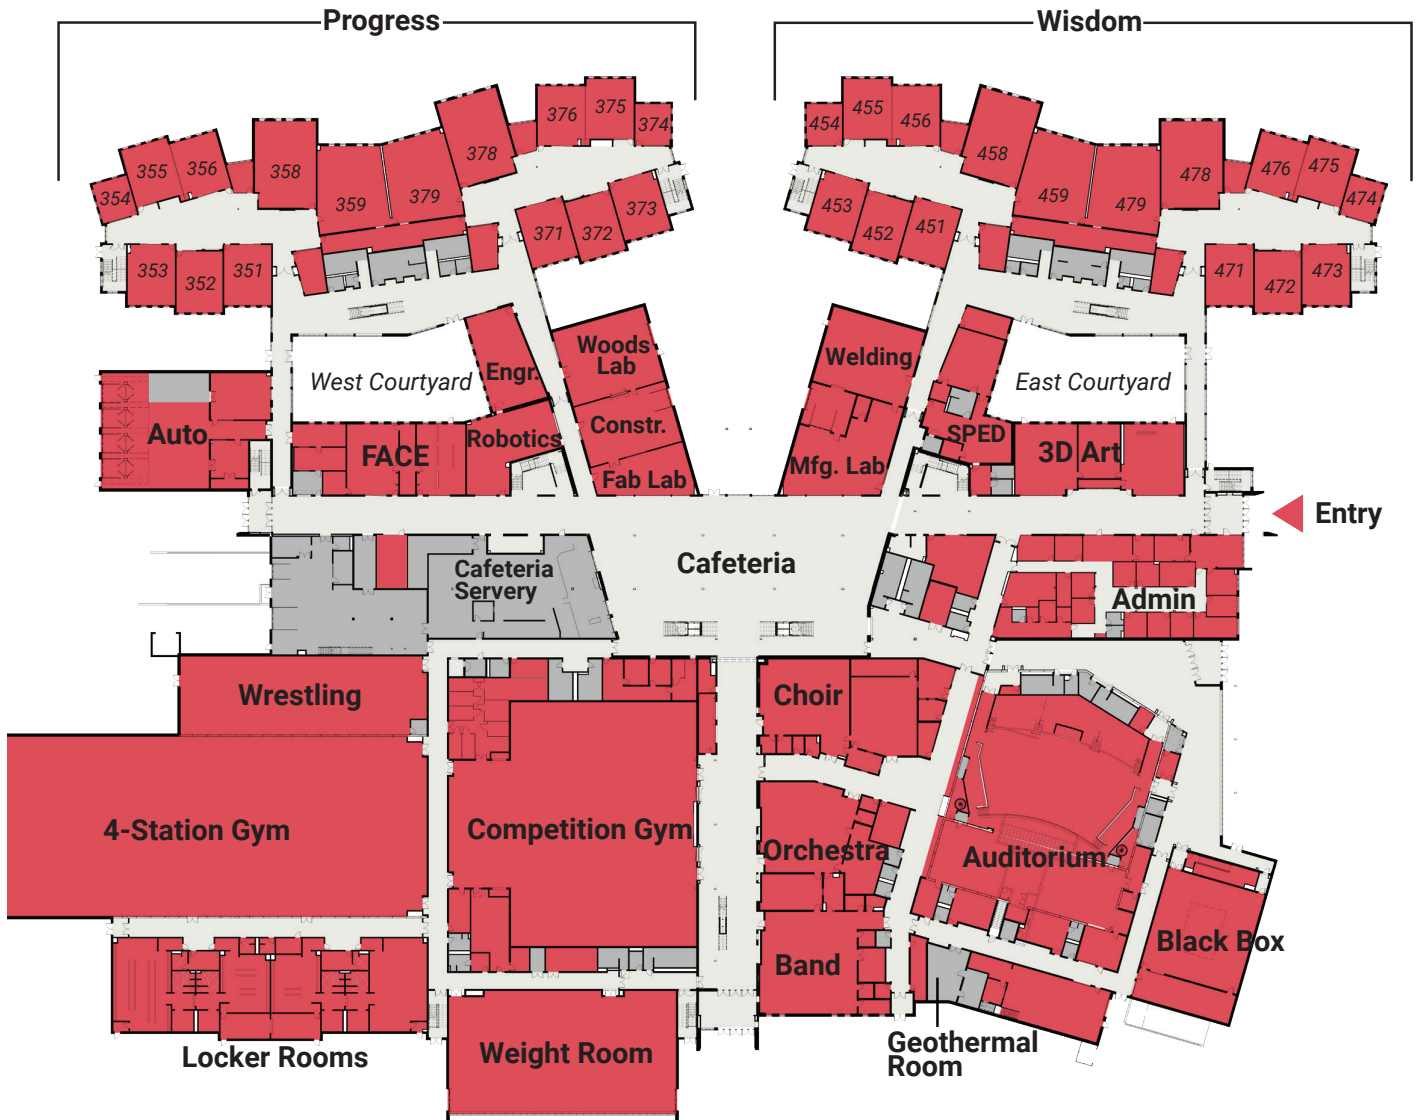 Progress
Wisdom
354
355
356
358
359
379
378
376
375
374
353
352
351
371
372
373
454
455
456
458
459
479
478
476
475
474
453
452
451
471
472
473
West Courtyard
Engr.
Woods
Lab
Welding
East Courtyard
Auto
FACE
Robotics
Constr.
Fab Lab
Mfg. Lab
SPED
3D Art
Entry
Cafeteria
Servery
Cafeteria
Admin
Wrestling
Choir
4-Station Gym
Competition Gym
Orchestra
Auditorium
Black Box
Band
Locker Rooms
Weight Room
Geothermal
Room